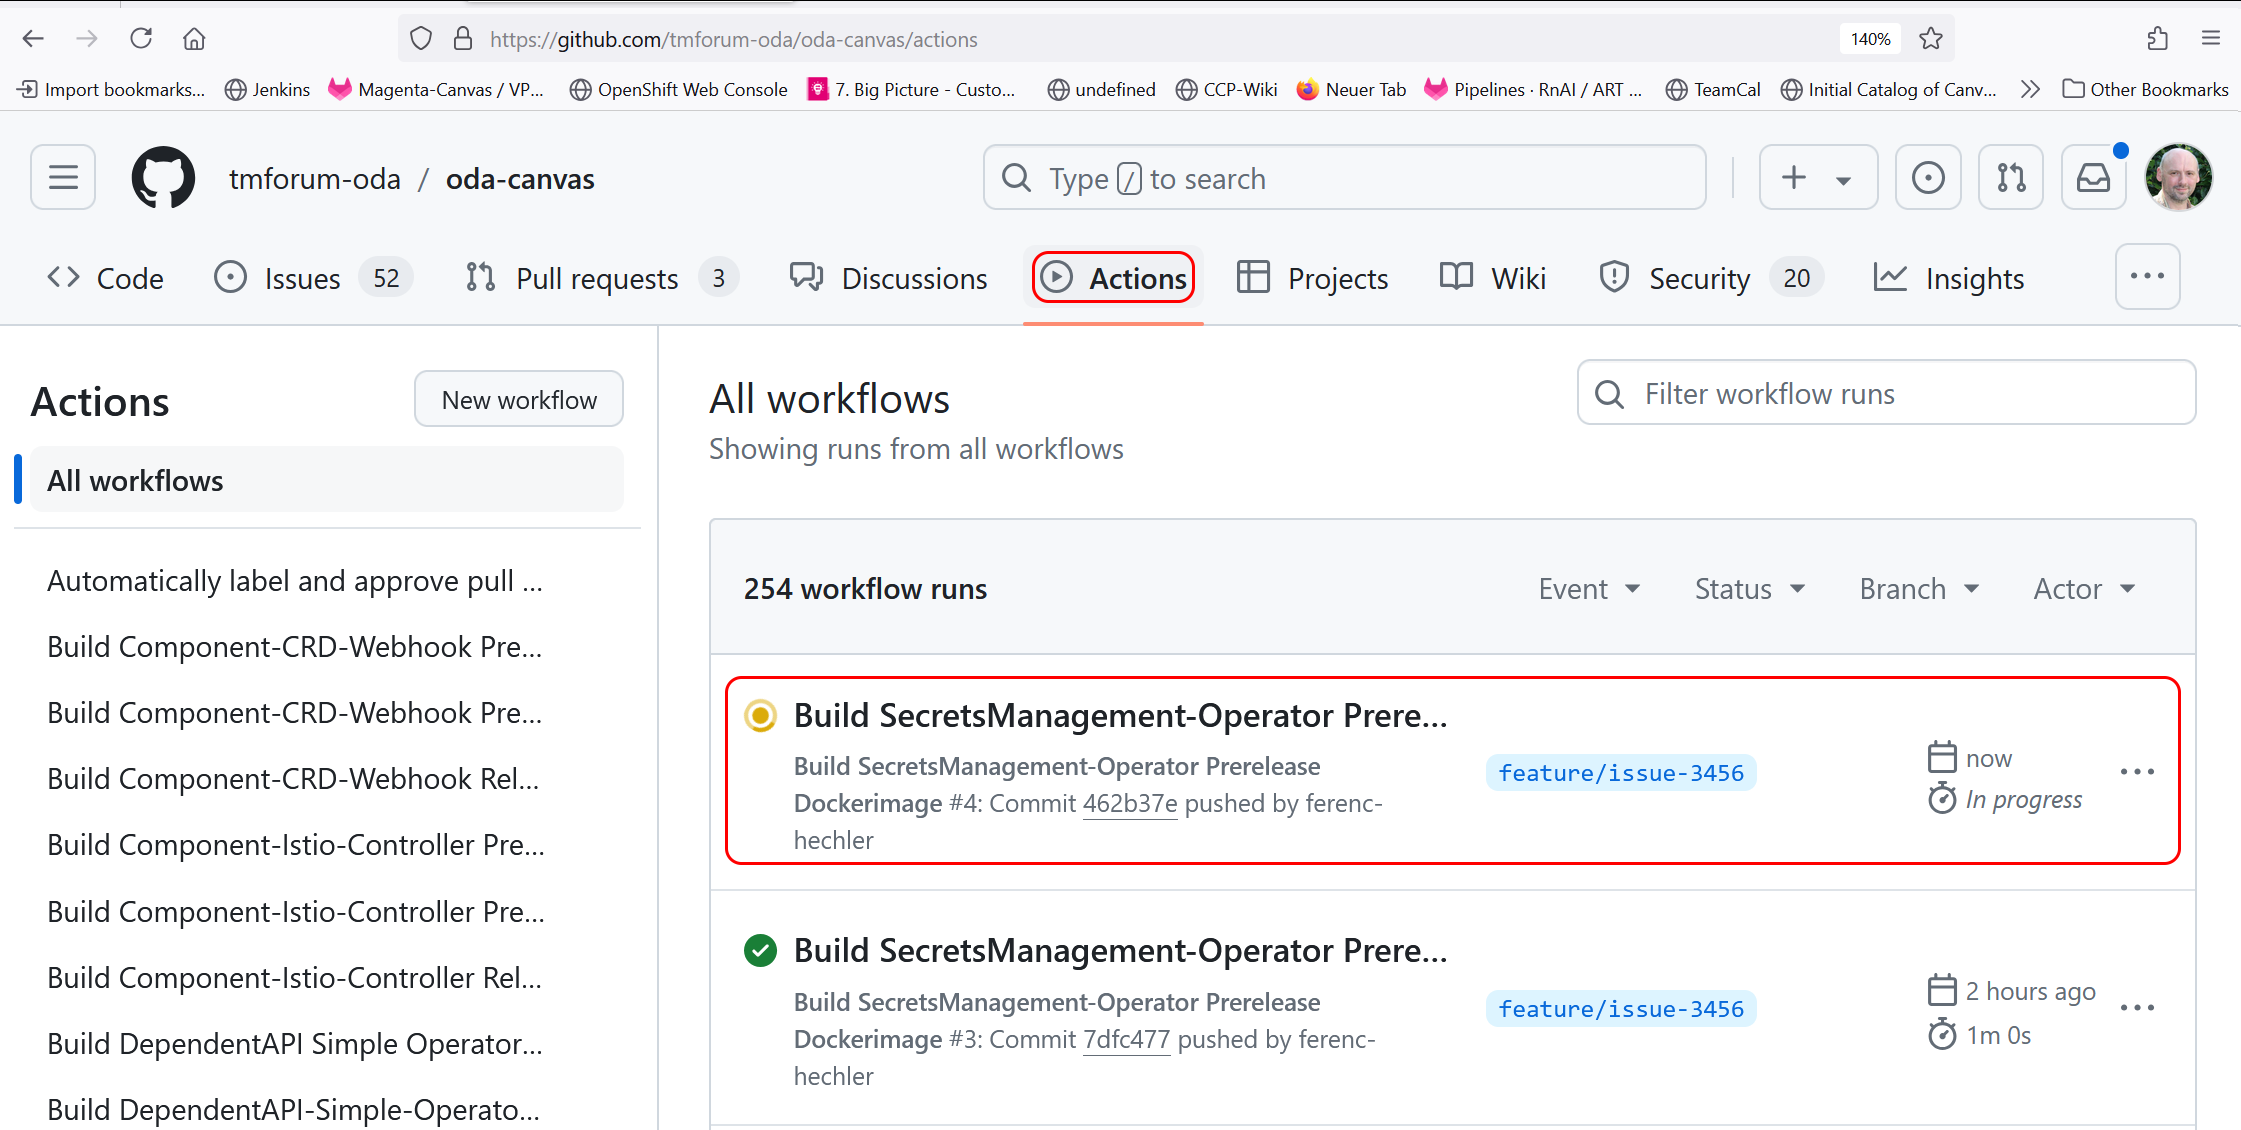 https://github.com/tmforum-oda/oda-canvas/actions
140%
Import bookmarks...
Jenkins
Magenta-Canvas / VP...
OpenShift Web Console
7. Big Picture - Custo...
undefined
CCP-Wiki
Neuer Tab
Pipelines · RnAI / ART ...
TeamCal
Initial Catalog of Canv...
Other Bookmarks
tmforum-oda / oda-canvas
Type / to search
Code
Issues 52
Pull requests 3
Discussions
Actions
Projects
Wiki
Security 20
Insights
Actions
New workflow
All workflows
Automatically label and approve pull ...
Build Component-CRD-Webhook Pre...
Build Component-CRD-Webhook Pre...
Build Component-CRD-Webhook Rel...
Build Component-Istio-Controller Pre...
Build Component-Istio-Controller Pre...
Build Component-Istio-Controller Rel...
Build DependentAPI Simple Operator...
Build DependentAPI-Simple-Operato...
All workflows
Showing runs from all workflows
Filter workflow runs
254 workflow runs
Event
Status
Branch
Actor
Build SecretsManagement-Operator Prere...
Build SecretsManagement-Operator Prerelease
Dockerimage #4: Commit 462b37e pushed by ferenc-
hechler
feature/issue-3456
now
In progress
Build SecretsManagement-Operator Prere...
Build SecretsManagement-Operator Prerelease
Dockerimage #3: Commit 7dfc477 pushed by ferenc-
hechler
feature/issue-3456
2 hours ago
1m 0s